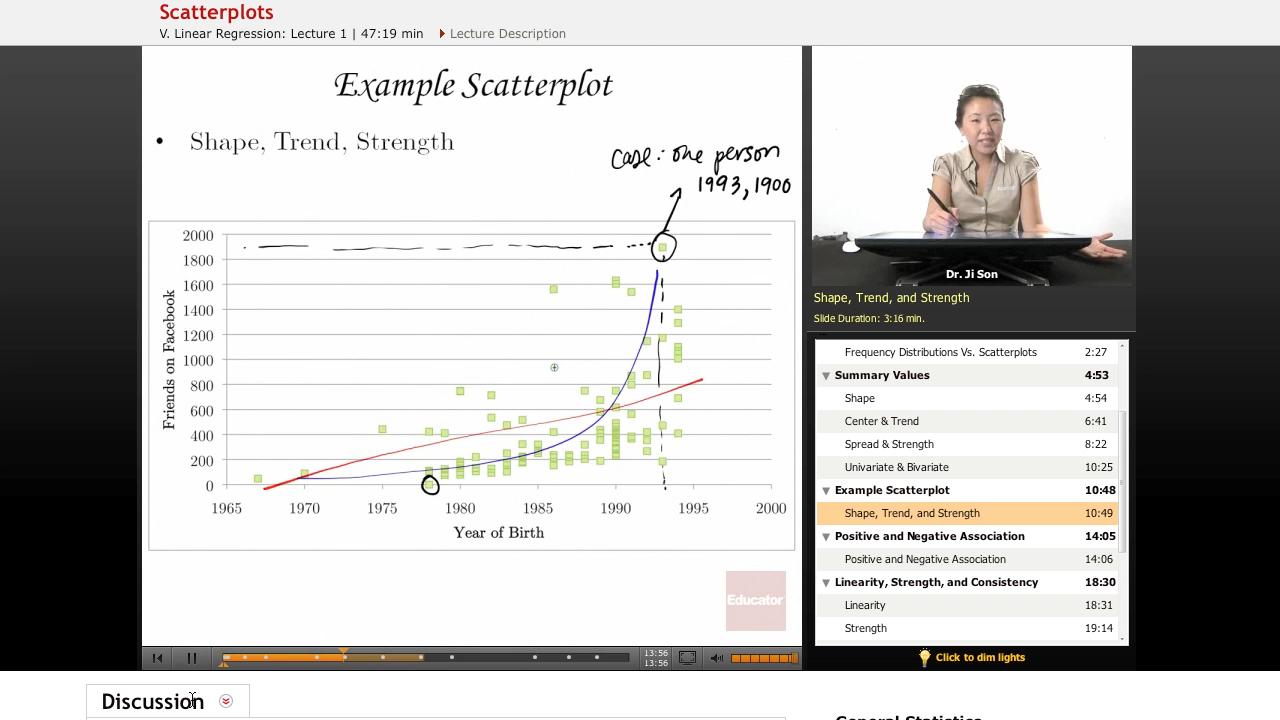 Scatterplots
V. Linear Regression: Lecture 1 | 47:19 min
Lecture Description
Example Scatterplot
• Shape, Trend, Strength
Case: one person
1993, 1900
Friends on Facebook
2000
1800
1600
1400
1200
1000
800
600
400
200
0
1965 1970 1975 1980 1985 1990 1995 2000
Year of Birth
Educator
13:56
13:56
Dr. Ji Son
Shape, Trend, and Strength
Slide Duration: 3:16 min.
Frequency Distributions Vs. Scatterplots 2:27
Summary Values 4:53
Shape 4:54
Center & Trend 6:41
Spread & Strength 8:22
Univariate & Bivariate 10:25
Example Scatterplot 10:48
Shape, Trend, and Strength 10:49
Positive and Negative Association 14:05
Positive and Negative Association 14:06
Linearity, Strength, and Consistency 18:30
Linearity 18:31
Strength 19:14
Click to dim lights
Discussion
General Statistics